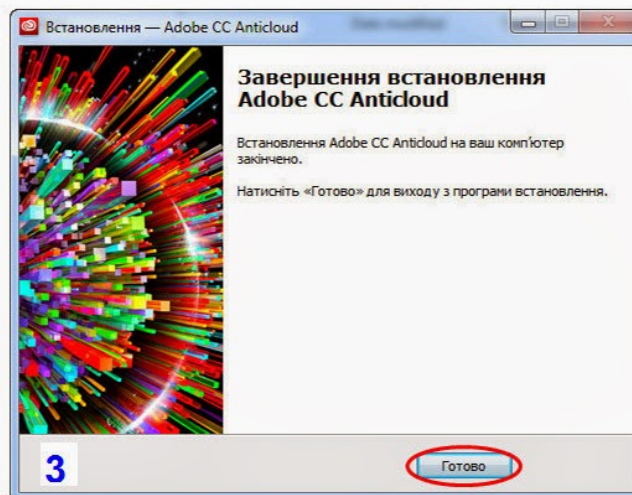 Встановлення — Adobe CC Anticloud
Завершення встановлення
Adobe CC Anticloud
Встановлення Adobe CC Anticloud на ваш комп'ютер
закінчено.
Натисніть «Готово» для виходу з програми встановлення.
3
Готово